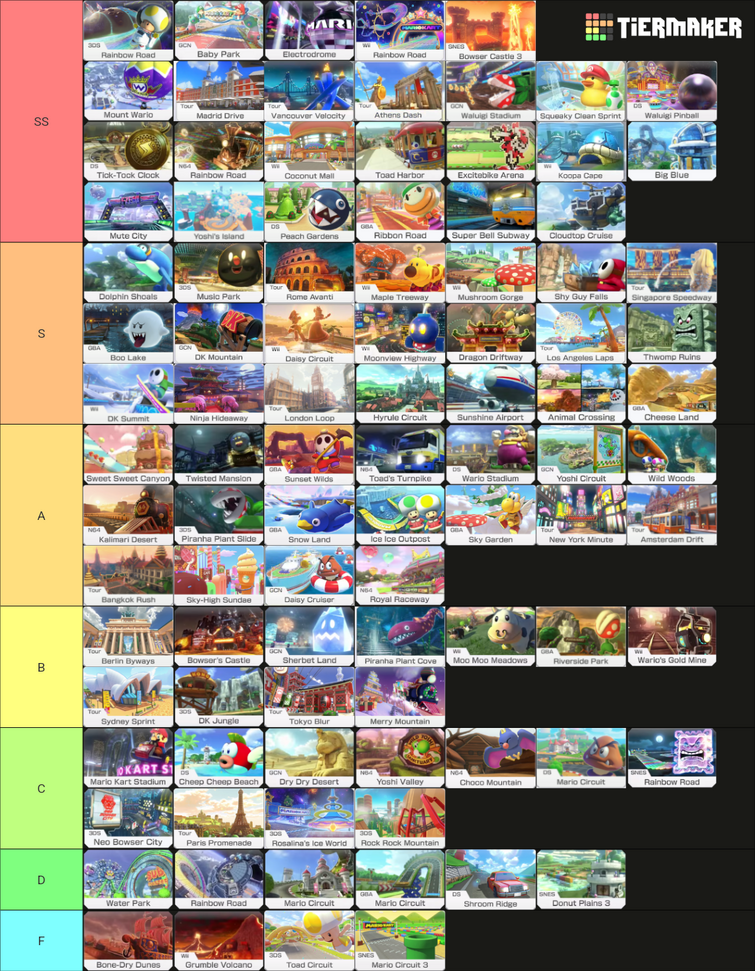 TIERMAKER
SS
3DS Rainbow Road
GCN Baby Park
Electrodrome
Wii Rainbow Road
SNES Bowser Castle 3
Mount Wario
Tour Madrid Drive
Tour Vancouver Velocity
Tour Athens Dash
GCN Waluigi Stadium
Squeaky Clean Sprint
DS Waluigi Pinball
DS Tick-Tock Clock
N64 Rainbow Road
Wii Coconut Mall
Toad Harbor
Excitebike Arena
Wii Koopa Cape
Big Blue
Mute City
Yoshi's Island
DS Peach Gardens
GBA Ribbon Road
Super Bell Subway
Cloudtop Cruise
S
Dolphin Shoals
3DS Music Park
Tour Rome Avanti
Wii Maple Treeway
Wii Mushroom Gorge
Shy Guy Falls
Tour Singapore Speedway
GBA Boo Lake
GCN DK Mountain
Wii Daisy Circuit
Wii Moonview Highway
Dragon Driftway
Tour Los Angeles Laps
Thwomp Ruins
Wii DK Summit
Ninja Hideaway
Tour London Loop
Hyrule Circuit
Sunshine Airport
Animal Crossing
GBA Cheese Land
A
Sweet Sweet Canyon
Twisted Mansion
GBA Sunset Wilds
N64 Toad's Turnpike
DS Wario Stadium
GCN Yoshi Circuit
Wild Woods
N64 Kalimari Desert
3DS Piranha Plant Slide
GBA Snow Land
Ice Ice Outpost
GBA Sky Garden
Tour New York Minute
Tour Amsterdam Drift
Tour Bangkok Rush
Sky-High Sundae
GCN Daisy Cruiser
N64 Royal Raceway
B
Tour Berlin Byways
Bowser's Castle
GCN Sherbet Land
Piranha Plant Cove
Wii Moo Moo Meadows
GBA Riverside Park
Wii Wario's Gold Mine
Tour Sydney Sprint
3DS DK Jungle
Tour Tokyo Blur
Merry Mountain
C
Mario Kart Stadium
DS Cheep Cheep Beach
GCN Dry Dry Desert
N64 Yoshi Valley
N64 Choco Mountain
DS Mario Circuit
SNES Rainbow Road
3DS Neo Bowser City
Tour Paris Promenade
3DS Rosalina's Ice World
3DS Rock Rock Mountain
D
Water Park
Rainbow Road
Mario Circuit
GBA Mario Circuit
DS Shroom Ridge
SNES Donut Plains 3
F
Bone-Dry Dunes
Wii Grumble Volcano
3DS Toad Circuit
SNES Mario Circuit 3